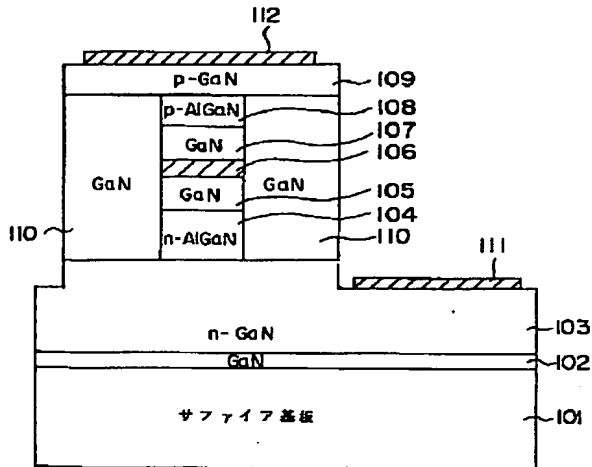 112
p-GaN
109
p-AlGaN
108
GaN
107
106
GaN
GaN
GaN
105
n-AlGaN
104
110
110
111
n-GaN
103
GaN
102
サファイア基板
101